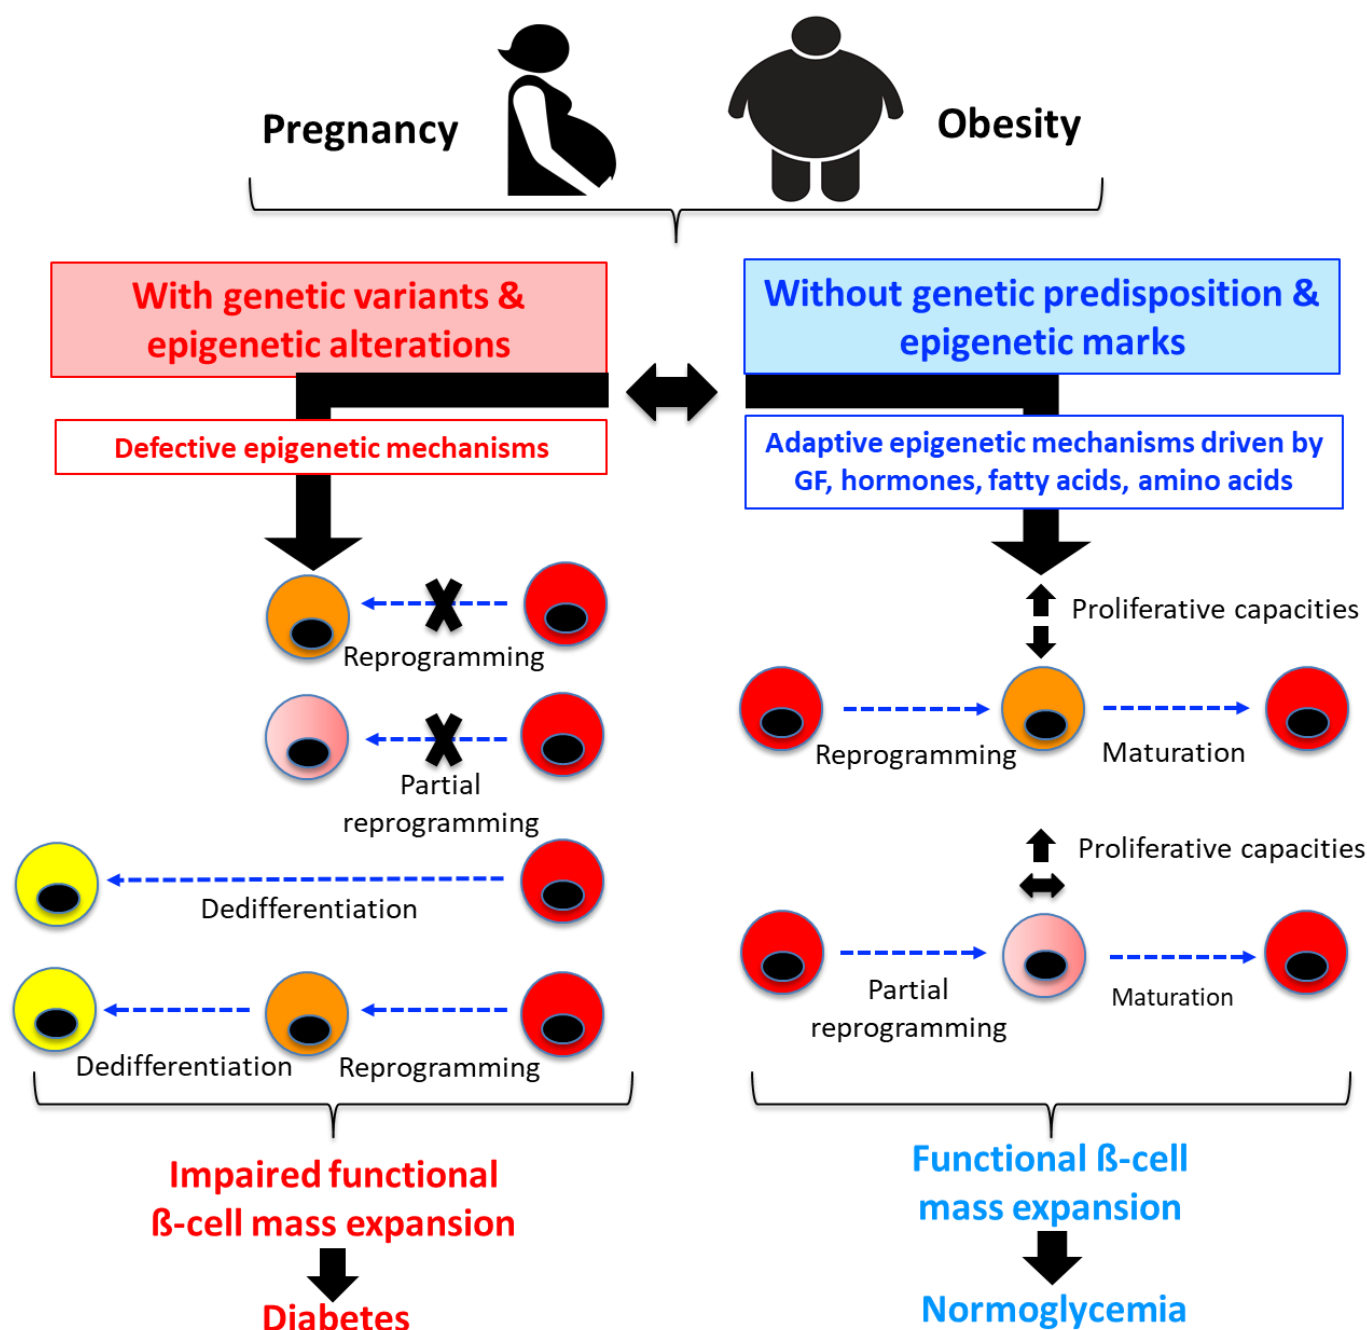 Pregnancy
Obesity
With genetic variants &
epigenetic alterations
Defective epigenetic mechanisms
Reprogramming
Partial
reprogramming
Dedifferentiation
Dedifferentiation
Reprogramming
Impaired functional
ß-cell mass expansion
Diabetes
Without genetic predisposition &
epigenetic marks
Adaptive epigenetic mechanisms driven by
GF, hormones, fatty acids, amino acids
Proliferative capacities
Reprogramming
Maturation
Proliferative capacities
Partial
reprogramming
Maturation
Functional ß-cell
mass expansion
Normoglycemia